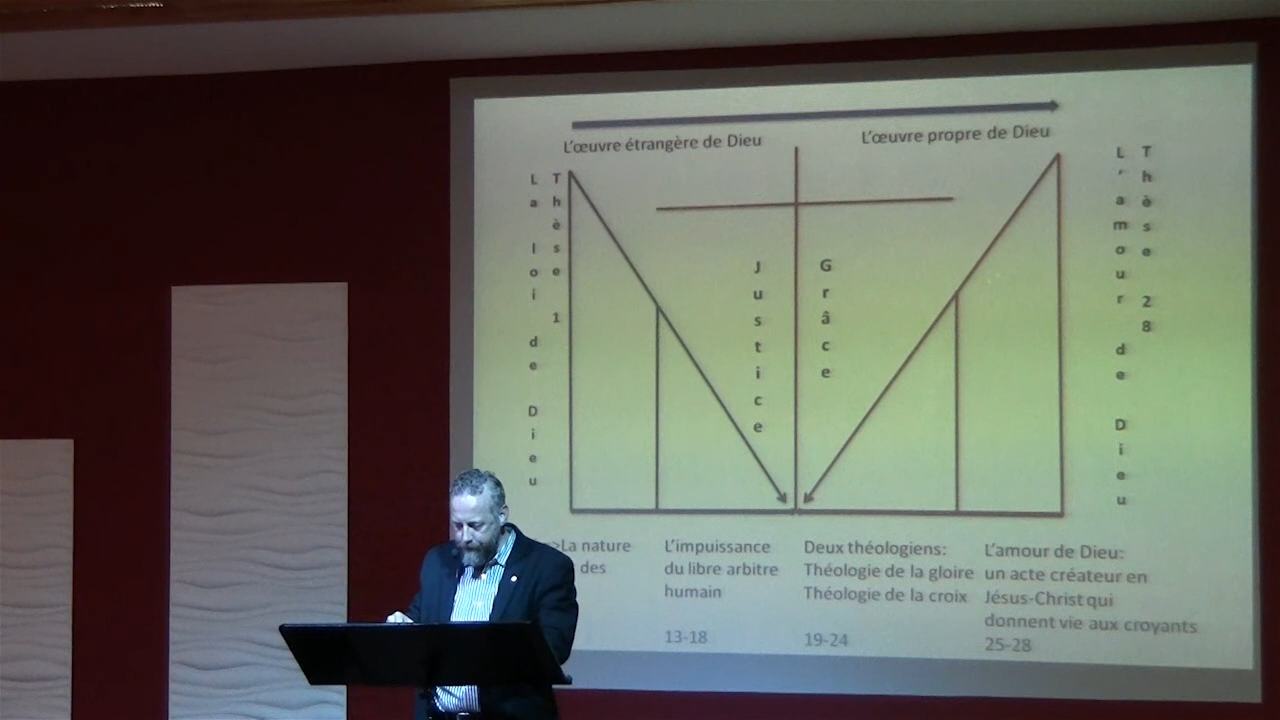 L'œuvre étrangère de Dieu
L'œuvre propre de Dieu
La loi de Dieu
Thèse 1
Justice
Grâce
L'amour de Dieu
Thèse 28
La nature
des
L'impuissance
du libre arbitre
humain
13-18
Deux théologiens:
Théologie de la gloire
Théologie de la croix
19-24
L'amour de Dieu:
un acte créateur en
Jésus-Christ qui
donnent vie aux croyants
25-28